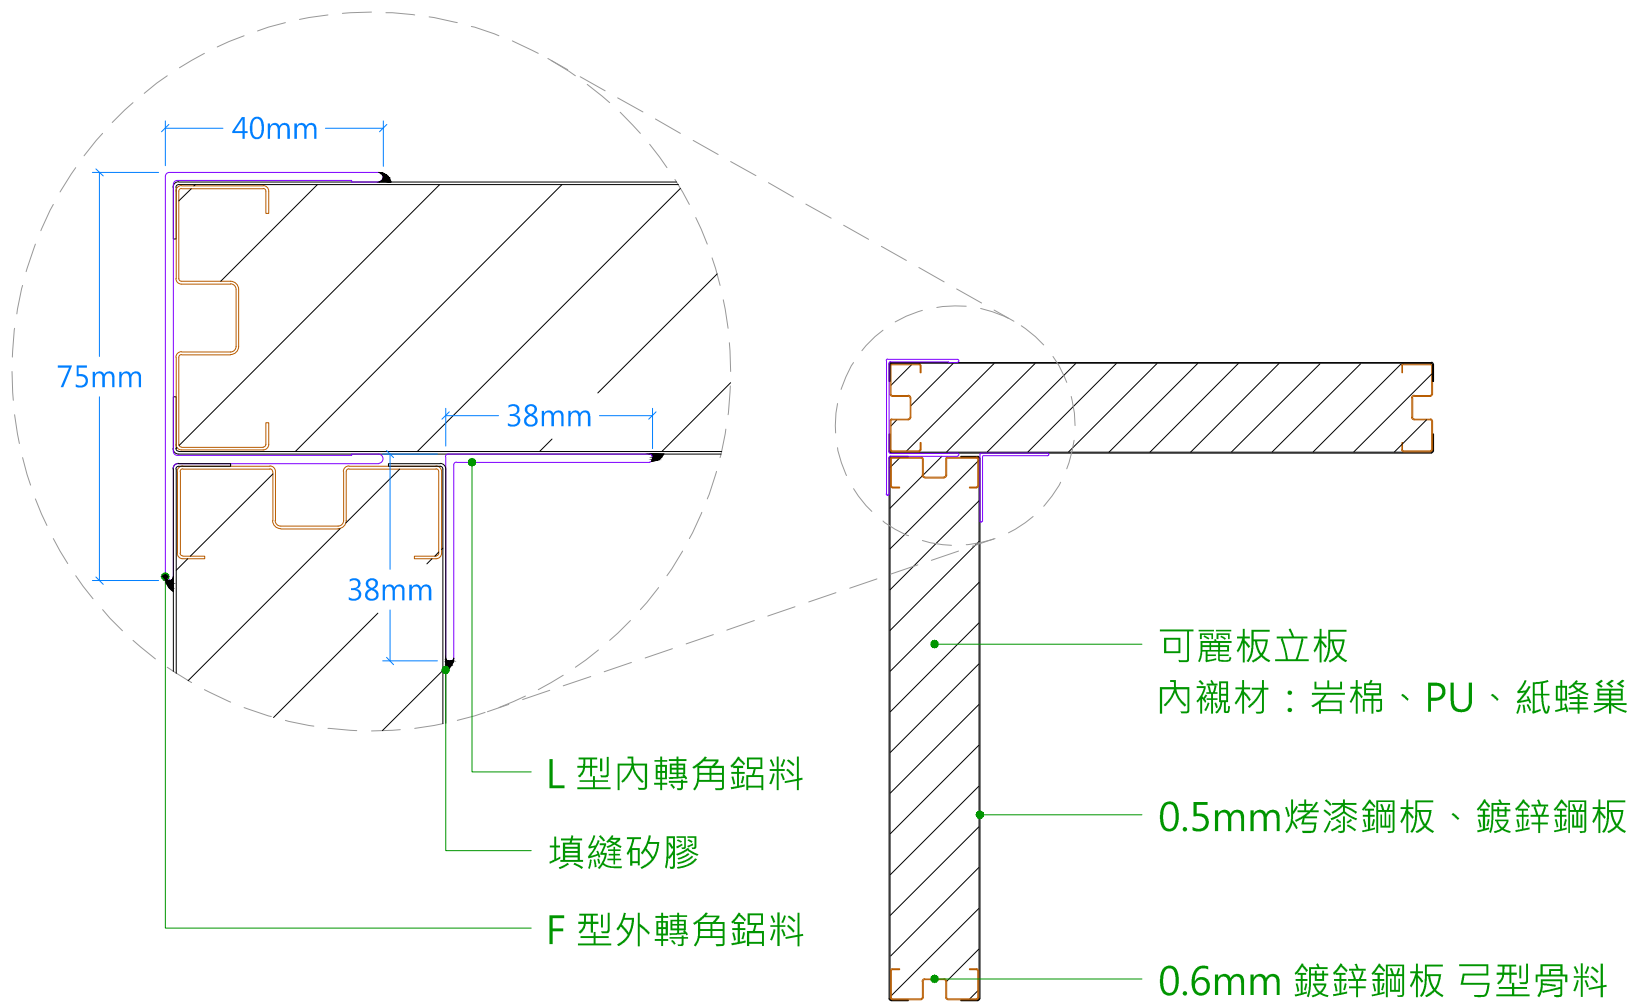 40mm
75mm
38mm
38mm
可麗板立板
內襯材：岩棉、PU、紙蜂巢
L 型內轉角鋁料
0.5mm烤漆鋼板、鍍鋅鋼板
填縫矽膠
F 型外轉角鋁料
0.6mm 鍍鋅鋼板 弓型骨料